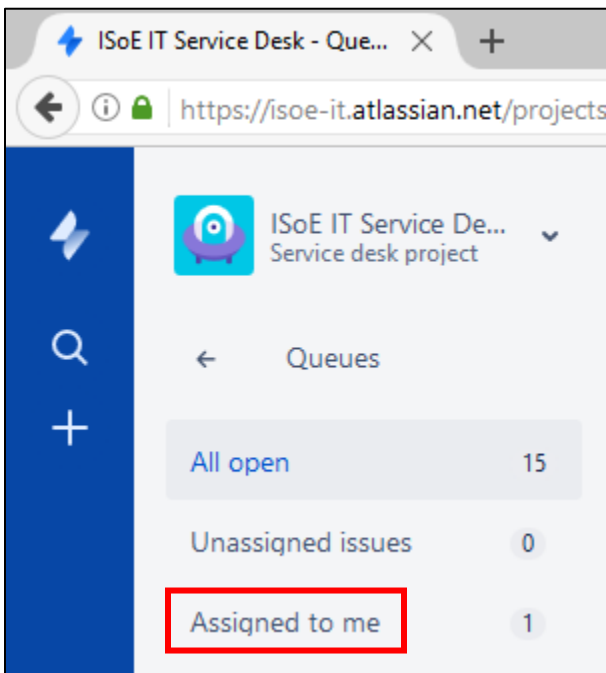 ISoE IT Service Desk - Que...
https://isoe-it.atlassian.net/projects
ISoE IT Service De...
Service desk project
Queues
All open 15
Unassigned issues 0
Assigned to me 1